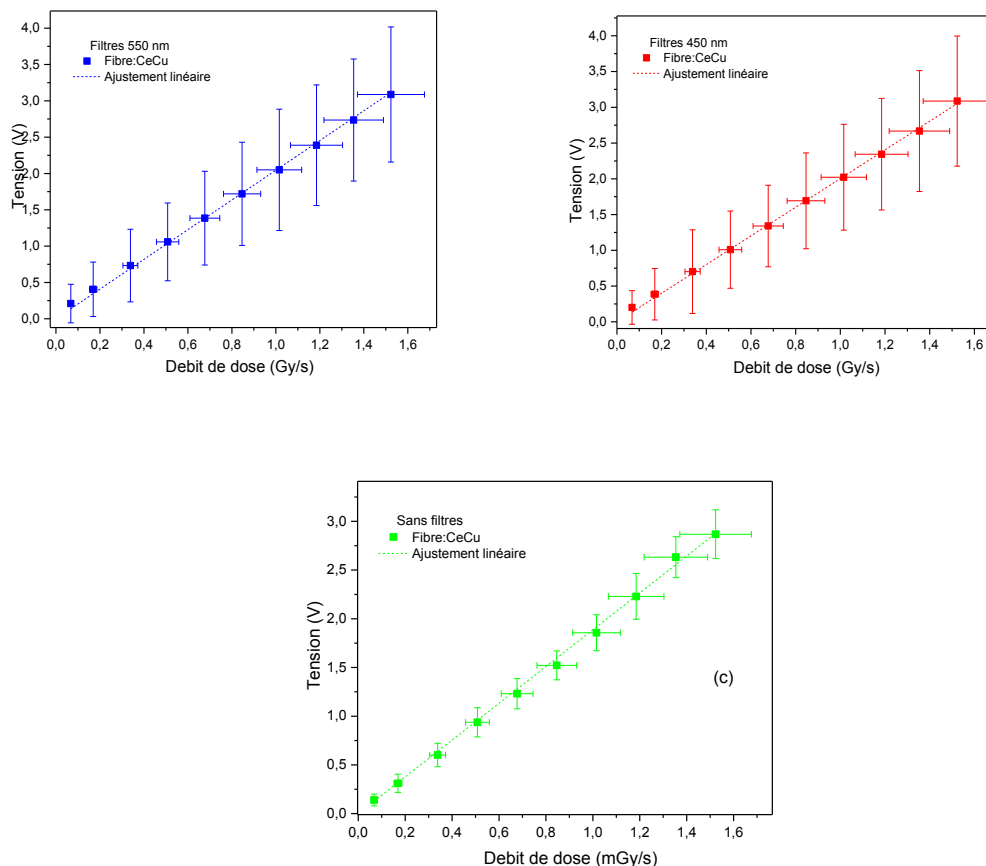 Filtres 550 nm
Fibre:CeCu
Ajustement linéaire
Tension (V)
4,0
3,5
3,0
2,5
2,0
1,5
1,0
0,5
0,0
0,0 0,2 0,4 0,6 0,8 1,0 1,2 1,4 1,6
Debit de dose (Gy/s)
Filtres 450 nm
Fibre:CeCu
Ajustement linéaire
Tension (V)
4,0
3,5
3,0
2,5
2,0
1,5
1,0
0,5
0,0
0,0 0,2 0,4 0,6 0,8 1,0 1,2 1,4 1,6
Debit de dose (Gy/s)
Sans filtres
Fibre:CeCu
Ajustement linéaire
Tension (V)
3,0
2,5
2,0
1,5
1,0
0,5
0,0
(c)
0,0 0,2 0,4 0,6 0,8 1,0 1,2 1,4 1,6
Debit de dose (mGy/s)